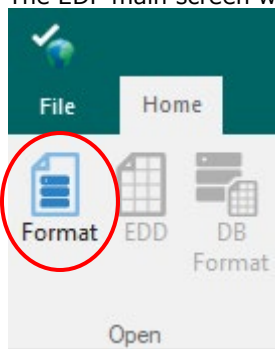 The EDP main screen w
File Home
Format EDD DB
Format
Open